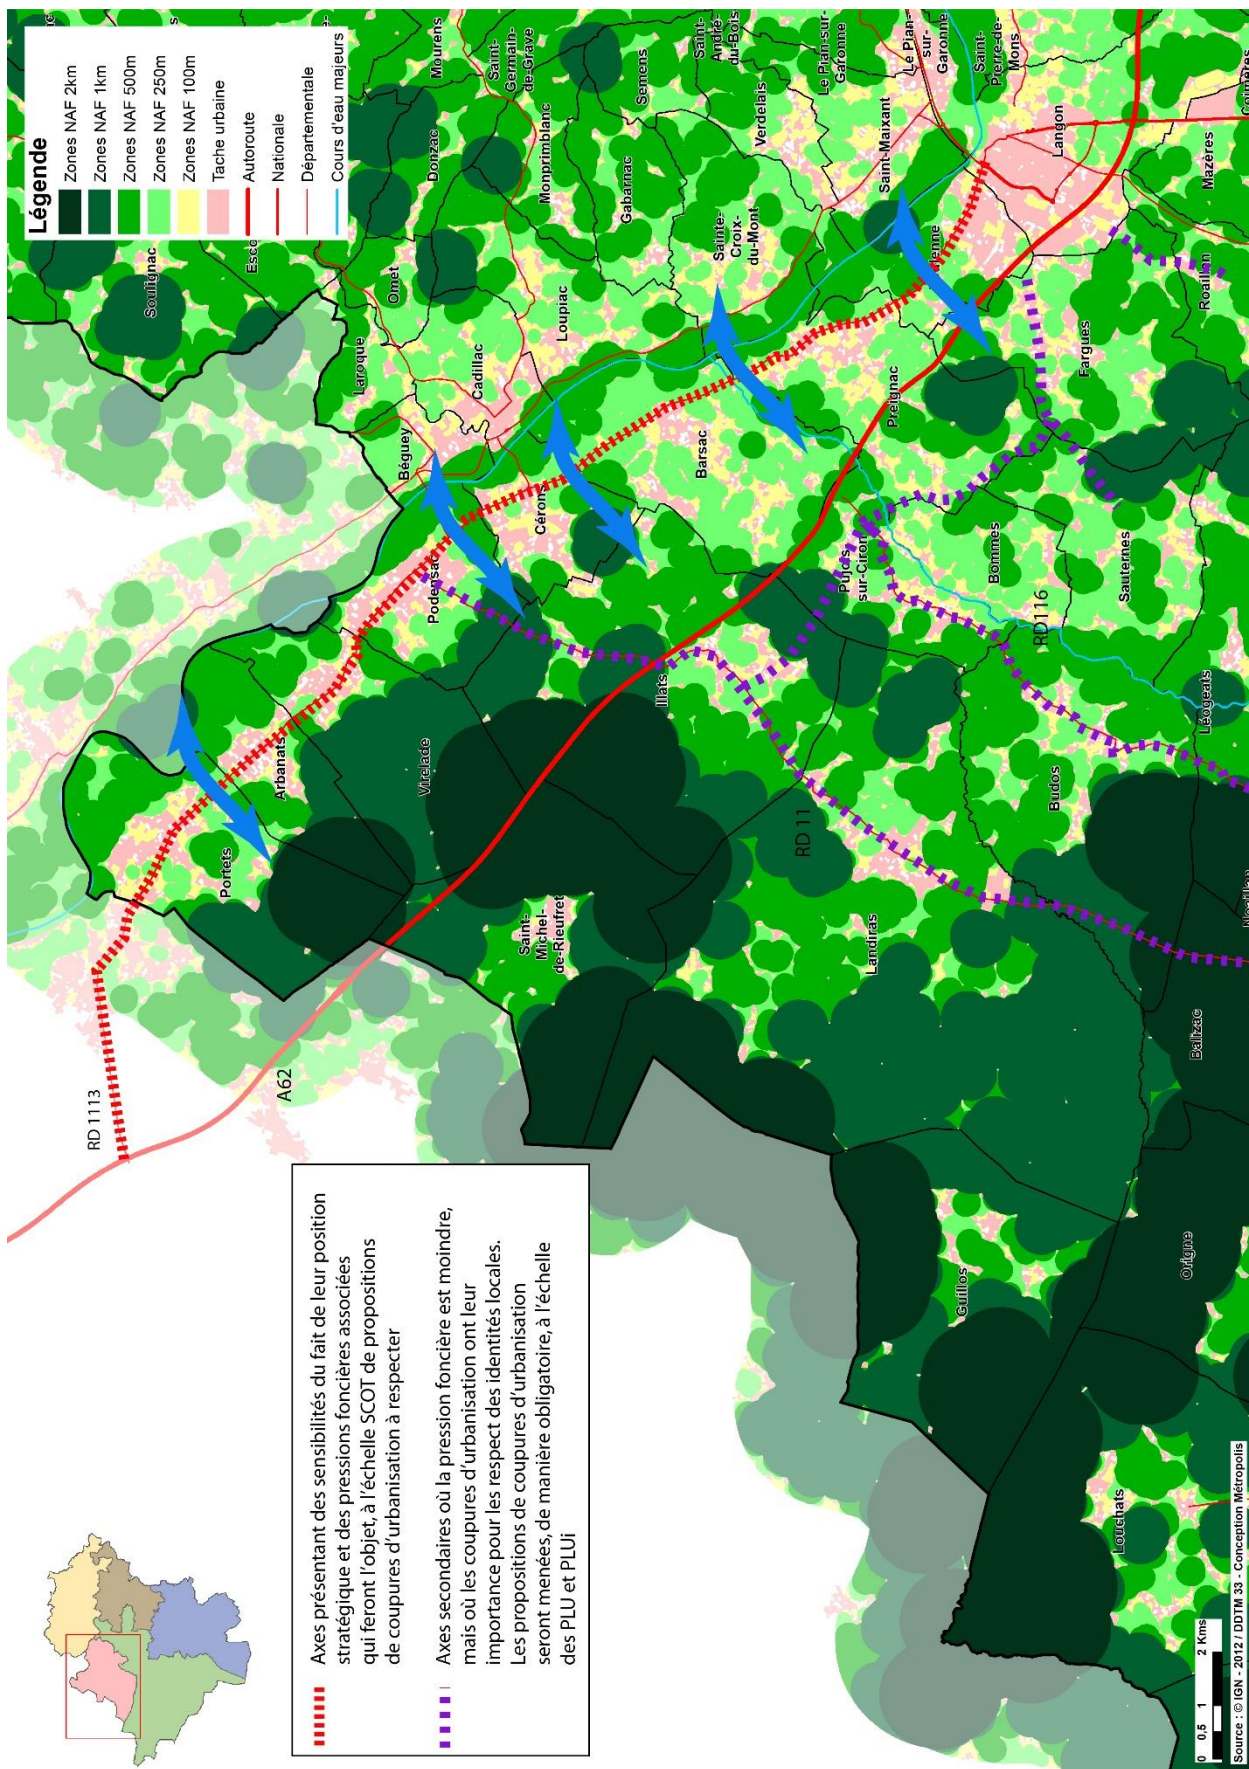 Légende
Zones NAF 2km
Zones NAF 1km
Zones NAF 500m
Zones NAF 250m
Zones NAF 100m
Tache urbaine
Autoroute
Nationale
Départementale
Cours d'eau majeurs
Axes présentant des sensibilités du fait de leur position
stratégique et des pressions foncières associées
qui feront l'objet, à l'échelle SCOT de propositions
de coupures d'urbanisation à respecter
Axes secondaires où la pression foncière est moindre,
mais où les coupures d'urbanisation ont leur
importance pour les respect des identités locales.
Les propositions de coupures d'urbanisation
seront menées, de manière obligatoire, à l'échelle
des PLU et PLUi
RD 1113
A62
RD 11
RD116
Soulignac
Laroque
Omet
Cadillac
Béguey
Loupiac
Donzac
Mourens
Saint-
Germain-
de-Grave
Monprimblanc
Gabarnac
Semens
Saint-
André-
du-Bois
Verdelais
Le Pian-sur-
Garonne
Le Pian-
sur-
Garonne
Saint-
Pierre-de-
Mons
Sainte-
Croix-
du-Mont
Saint-Maixant
Langon
Mazères
Roaillan
Fargues
Preignac
Barsac
Cérons
Podensac
Portets
Arbanats
Virelade
Illats
Pujols-
sur-Ciron
Bommes
Sauternes
Léogeats
Budos
Landiras
Saint-
Michel-
de-Rieufret
Balizac
Origne
Guillos
Louchats
0 0,5 1 2 Kms
Source : © IGN - 2012 / DDTM 33 - Conception Métropolis